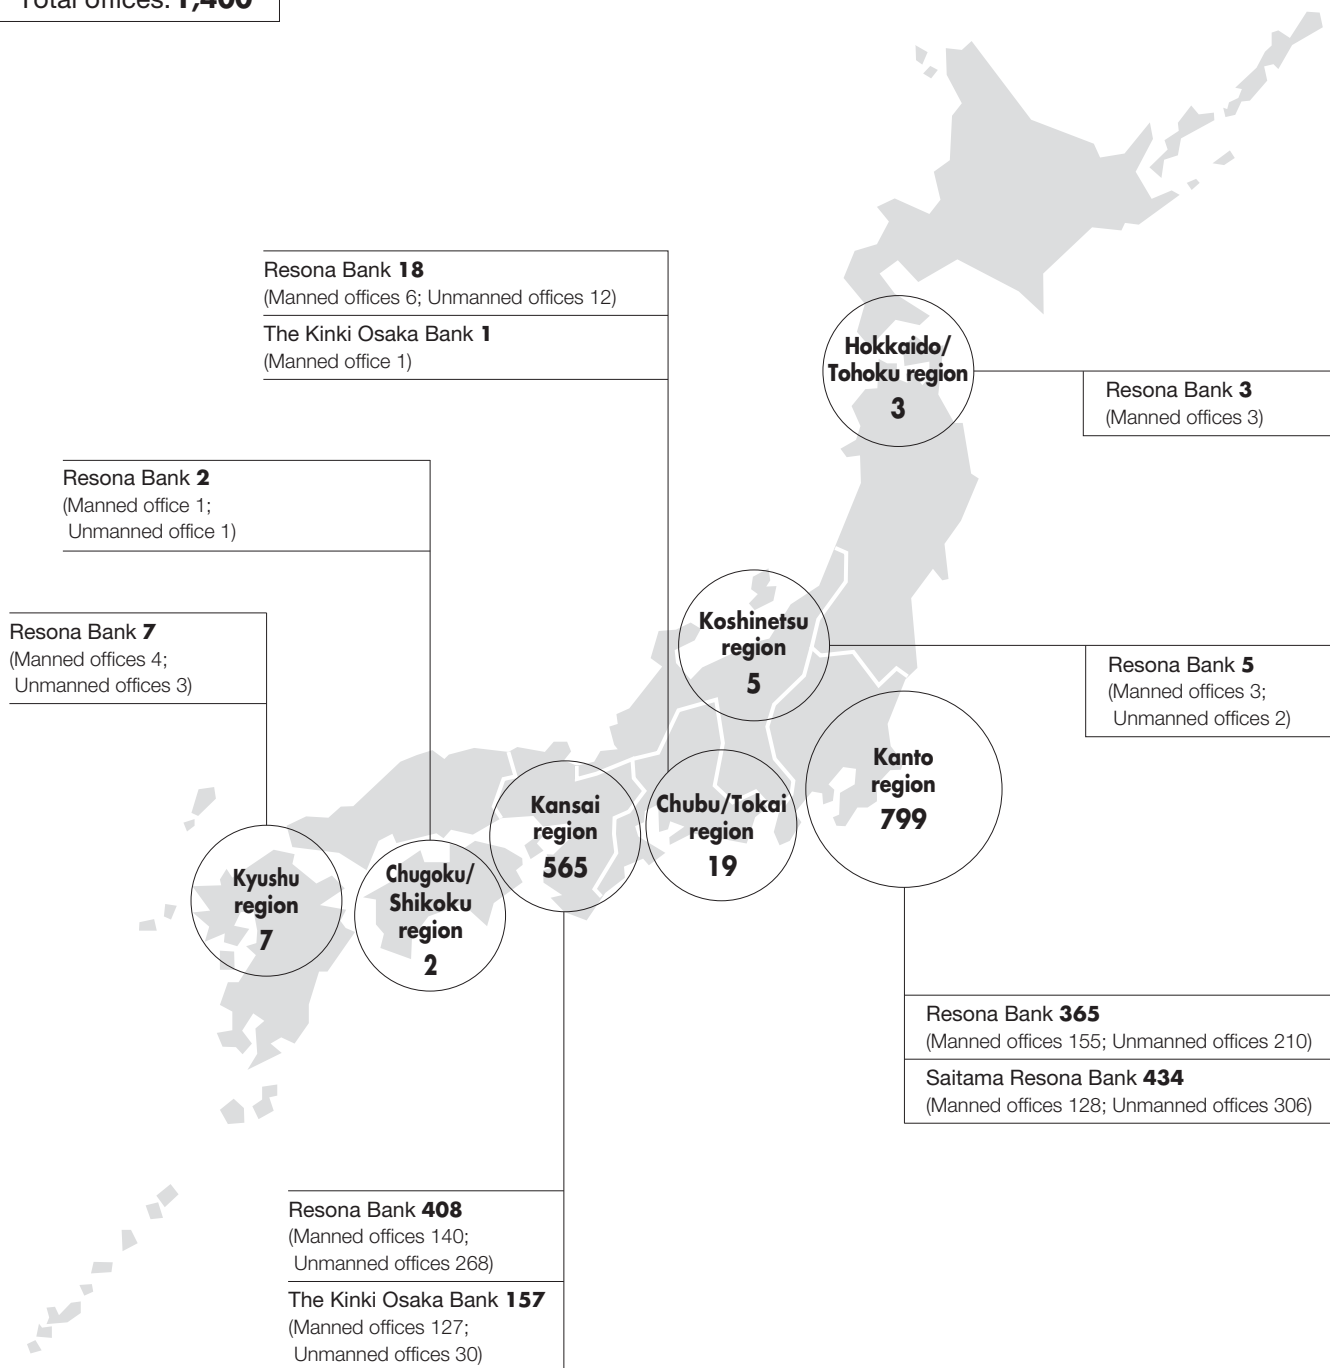 Total offices: 1,400
Resona Bank 18
(Manned offices 6; Unmanned offices 12)
The Kinki Osaka Bank 1
(Manned office 1)
Hokkaido/
Tohoku region
3
Resona Bank 3
(Manned offices 3)
Resona Bank 2
(Manned office 1;
Unmanned office 1)
Koshinetsu
region
5
Resona Bank 7
(Manned offices 4;
Unmanned offices 3)
Resona Bank 5
(Manned offices 3;
Unmanned offices 2)
Kanto
region
799
Kansai
region
565
Chubu/Tokai
region
19
Kyushu
region
7
Chugoku/
Shikoku
region
2
Resona Bank 365
(Manned offices 155; Unmanned offices 210)
Saitama Resona Bank 434
(Manned offices 128; Unmanned offices 306)
Resona Bank 408
(Manned offices 140;
Unmanned offices 268)
The Kinki Osaka Bank 157
(Manned offices 127;
Unmanned offices 30)